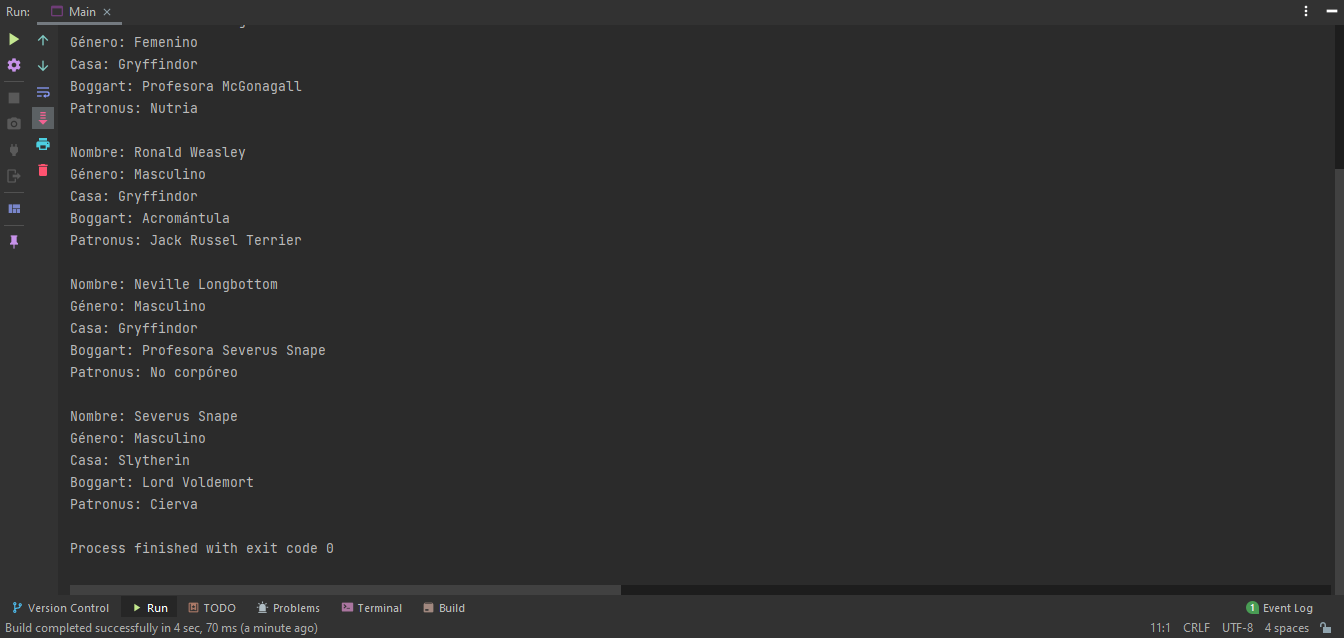 Run: Main
Género: Femenino
Casa: Gryffindor
Boggart: Profesora McGonagall
Patronus: Nutria
Nombre: Ronald Weasley
Género: Masculino
Casa: Gryffindor
Boggart: Acromántula
Patronus: Jack Russel Terrier
Nombre: Neville Longbottom
Género: Masculino
Casa: Gryffindor
Boggart: Profesora Severus Snape
Patronus: No corpóreo
Nombre: Severus Snape
Género: Masculino
Casa: Slytherin
Boggart: Lord Voldemort
Patronus: Cierva
Process finished with exit code 0
Version Control Run TODO Problems Terminal Build 1 Event Log
Build completed successfully in 4 sec, 70 ms (a minute ago) 11:1 CRLF UTF-8 4 spaces